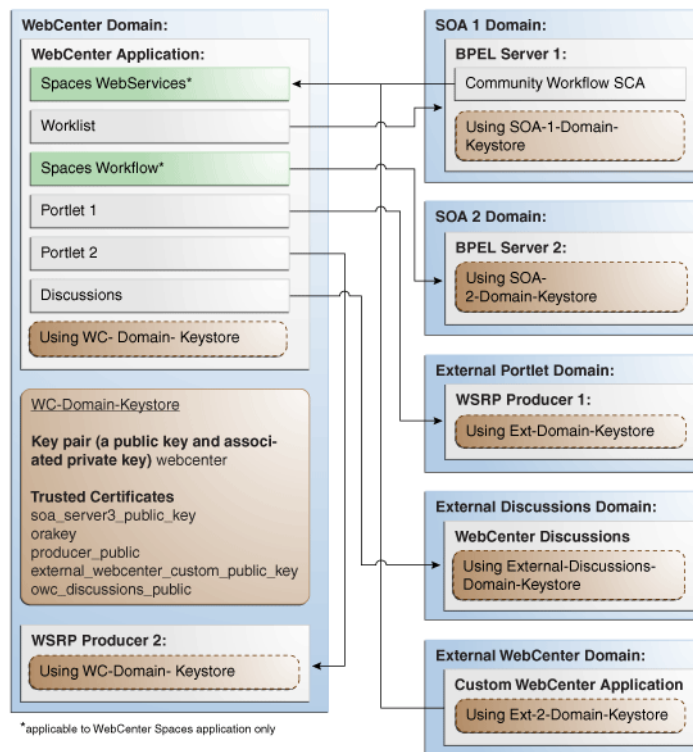 WebCenter Domain:
WebCenter Application:
Spaces WebServices*
Worklist
Spaces Workflow*
Portlet 1
Portlet 2
Discussions
Using WC- Domain- Keystore
WC-Domain-Keystore
Key pair (a public key and associ-
ated private key) webcenter
Trusted Certificates
soa_server3_public_key
orakey
producer_public
external_webcenter_custom_public_key
owc_discussions_public
WSRP Producer 2:
Using WC-Domain- Keystore
*applicable to WebCenter Spaces application only
SOA 1 Domain:
BPEL Server 1:
Community Workflow SCA
Using SOA-1-Domain-
Keystore
SOA 2 Domain:
BPEL Server 2:
Using SOA-
2-Domain-Keystore
External Portlet Domain:
WSRP Producer 1:
Using Ext-Domain-Keystore
External Discussions Domain:
WebCenter Discussions
Using External-Discussions-
Domain-Keystore
External WebCenter Domain:
Custom WebCenter Application
Using Ext-2-Domain-Keystore